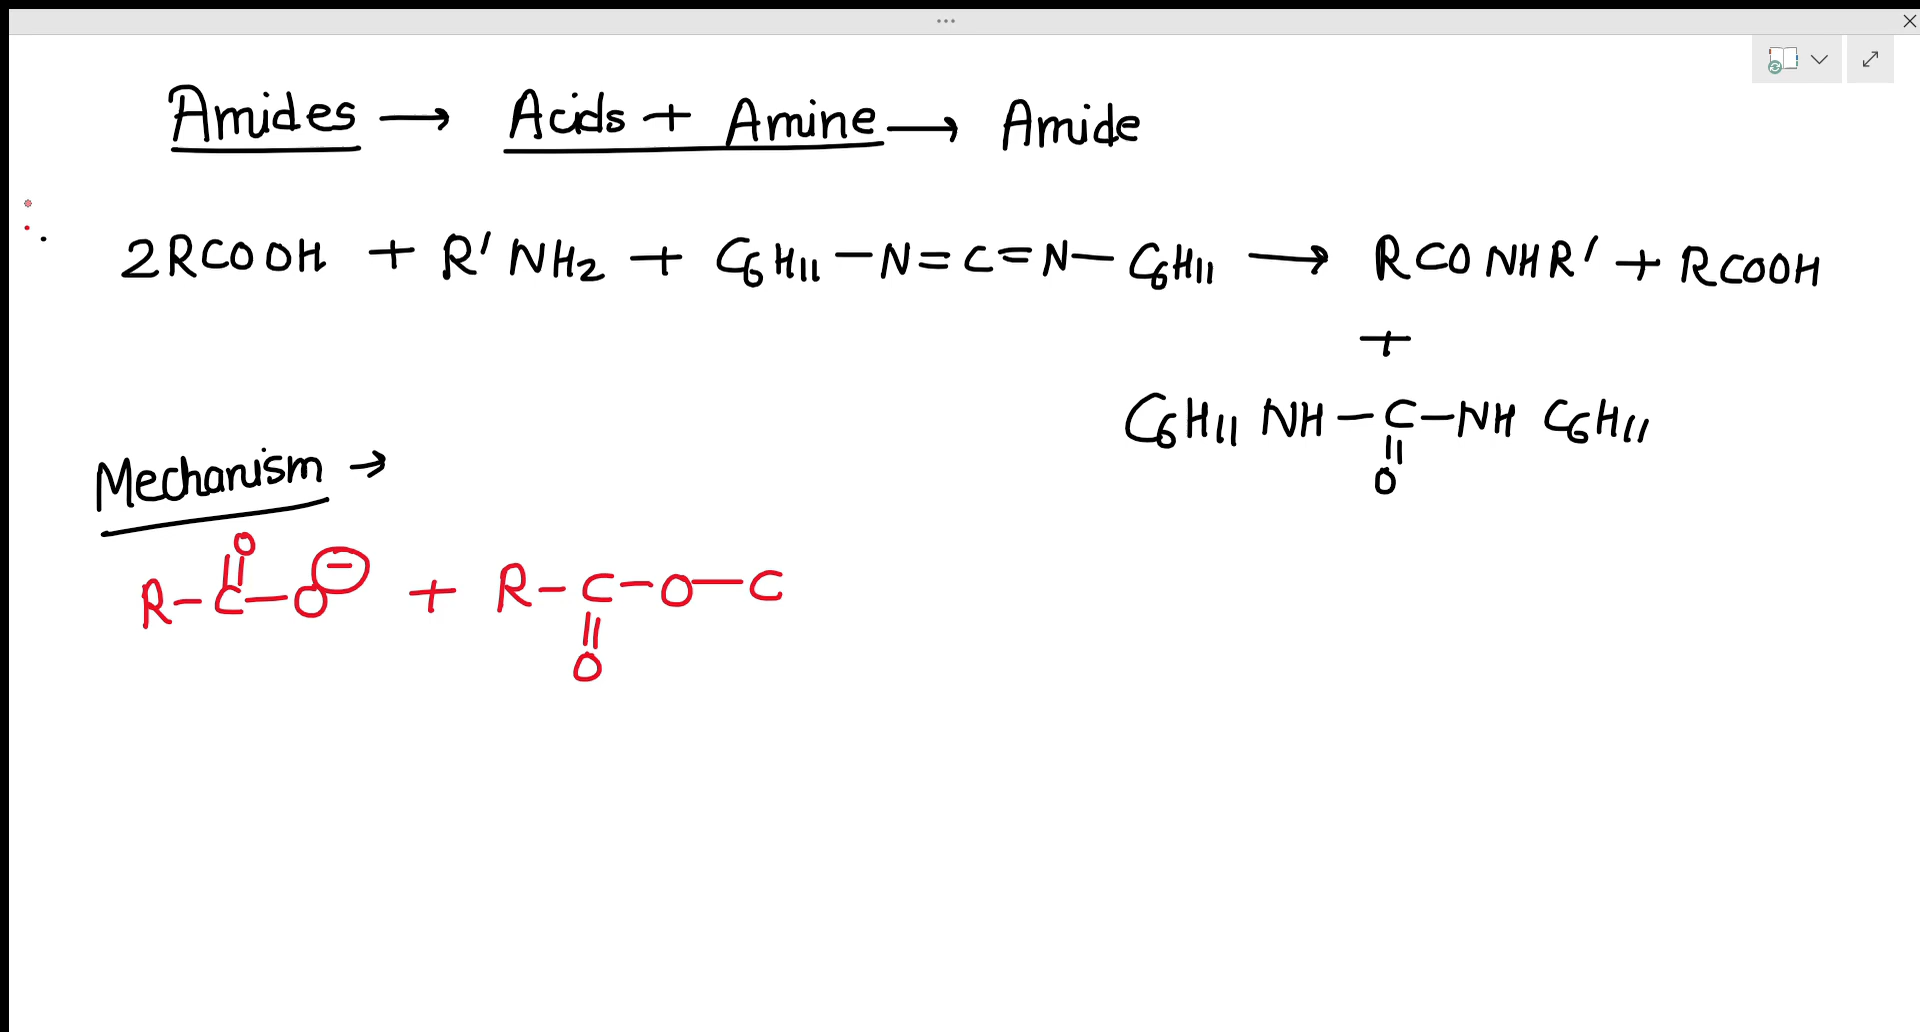 Amides → Acids + Amine → Amide
2RCOOH + R'NH2 + C6H11 - N = C = N - C6H11 → RCONHR' + RCOOH
+
C6H11 NH - C - NH C6H11
O
Mechanism →
O
R - C - O⊖ + R - C - O - C
O